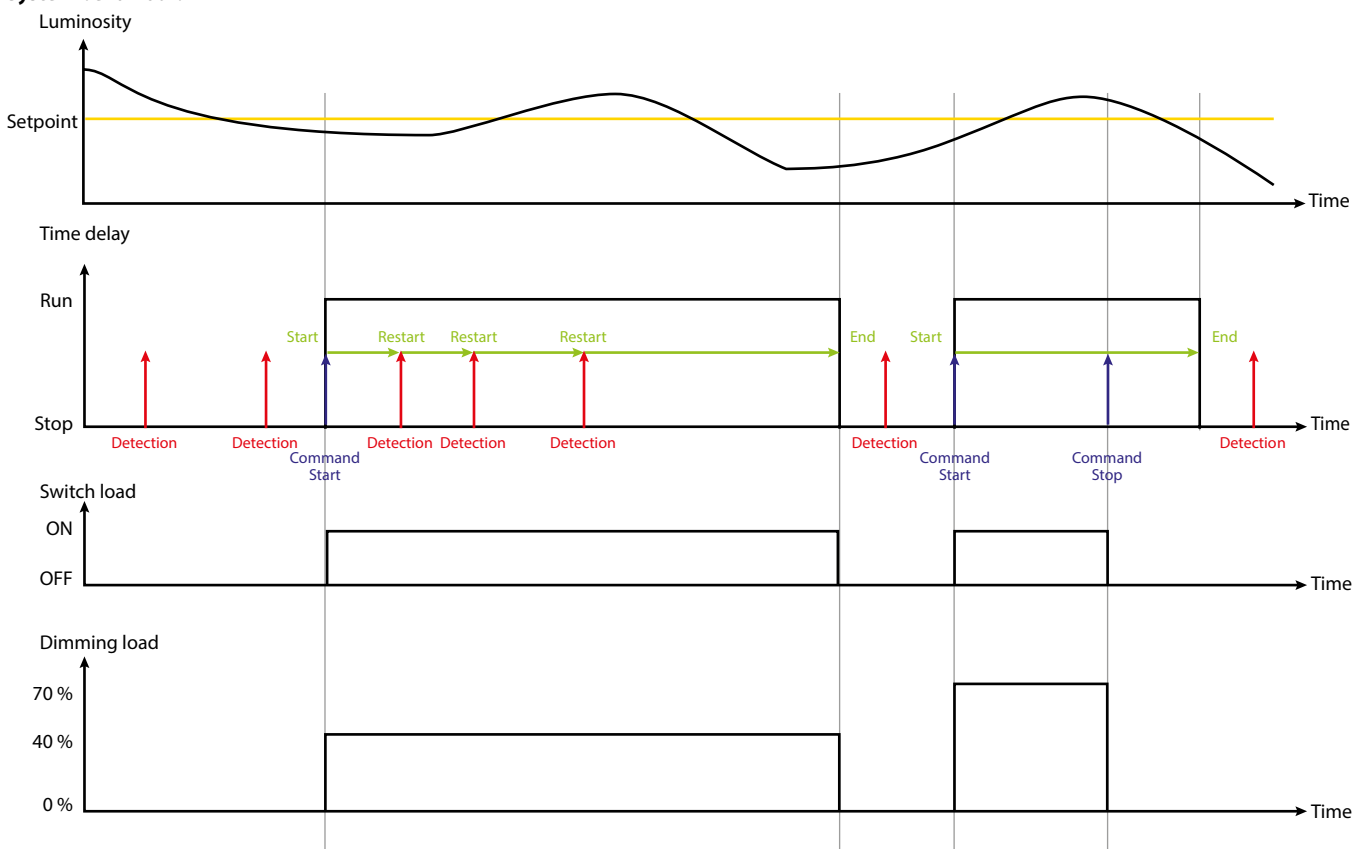 Luminosity
Setpoint
Time
Time delay
Run
Start Restart Restart Restart End Start End
Stop
Time
Detection Detection Detection Detection Detection Detection Detection
Command Start
Command Start
Command Stop
Switch load
ON
OFF
Time
Dimming load
70 %
40 %
0 %
Time